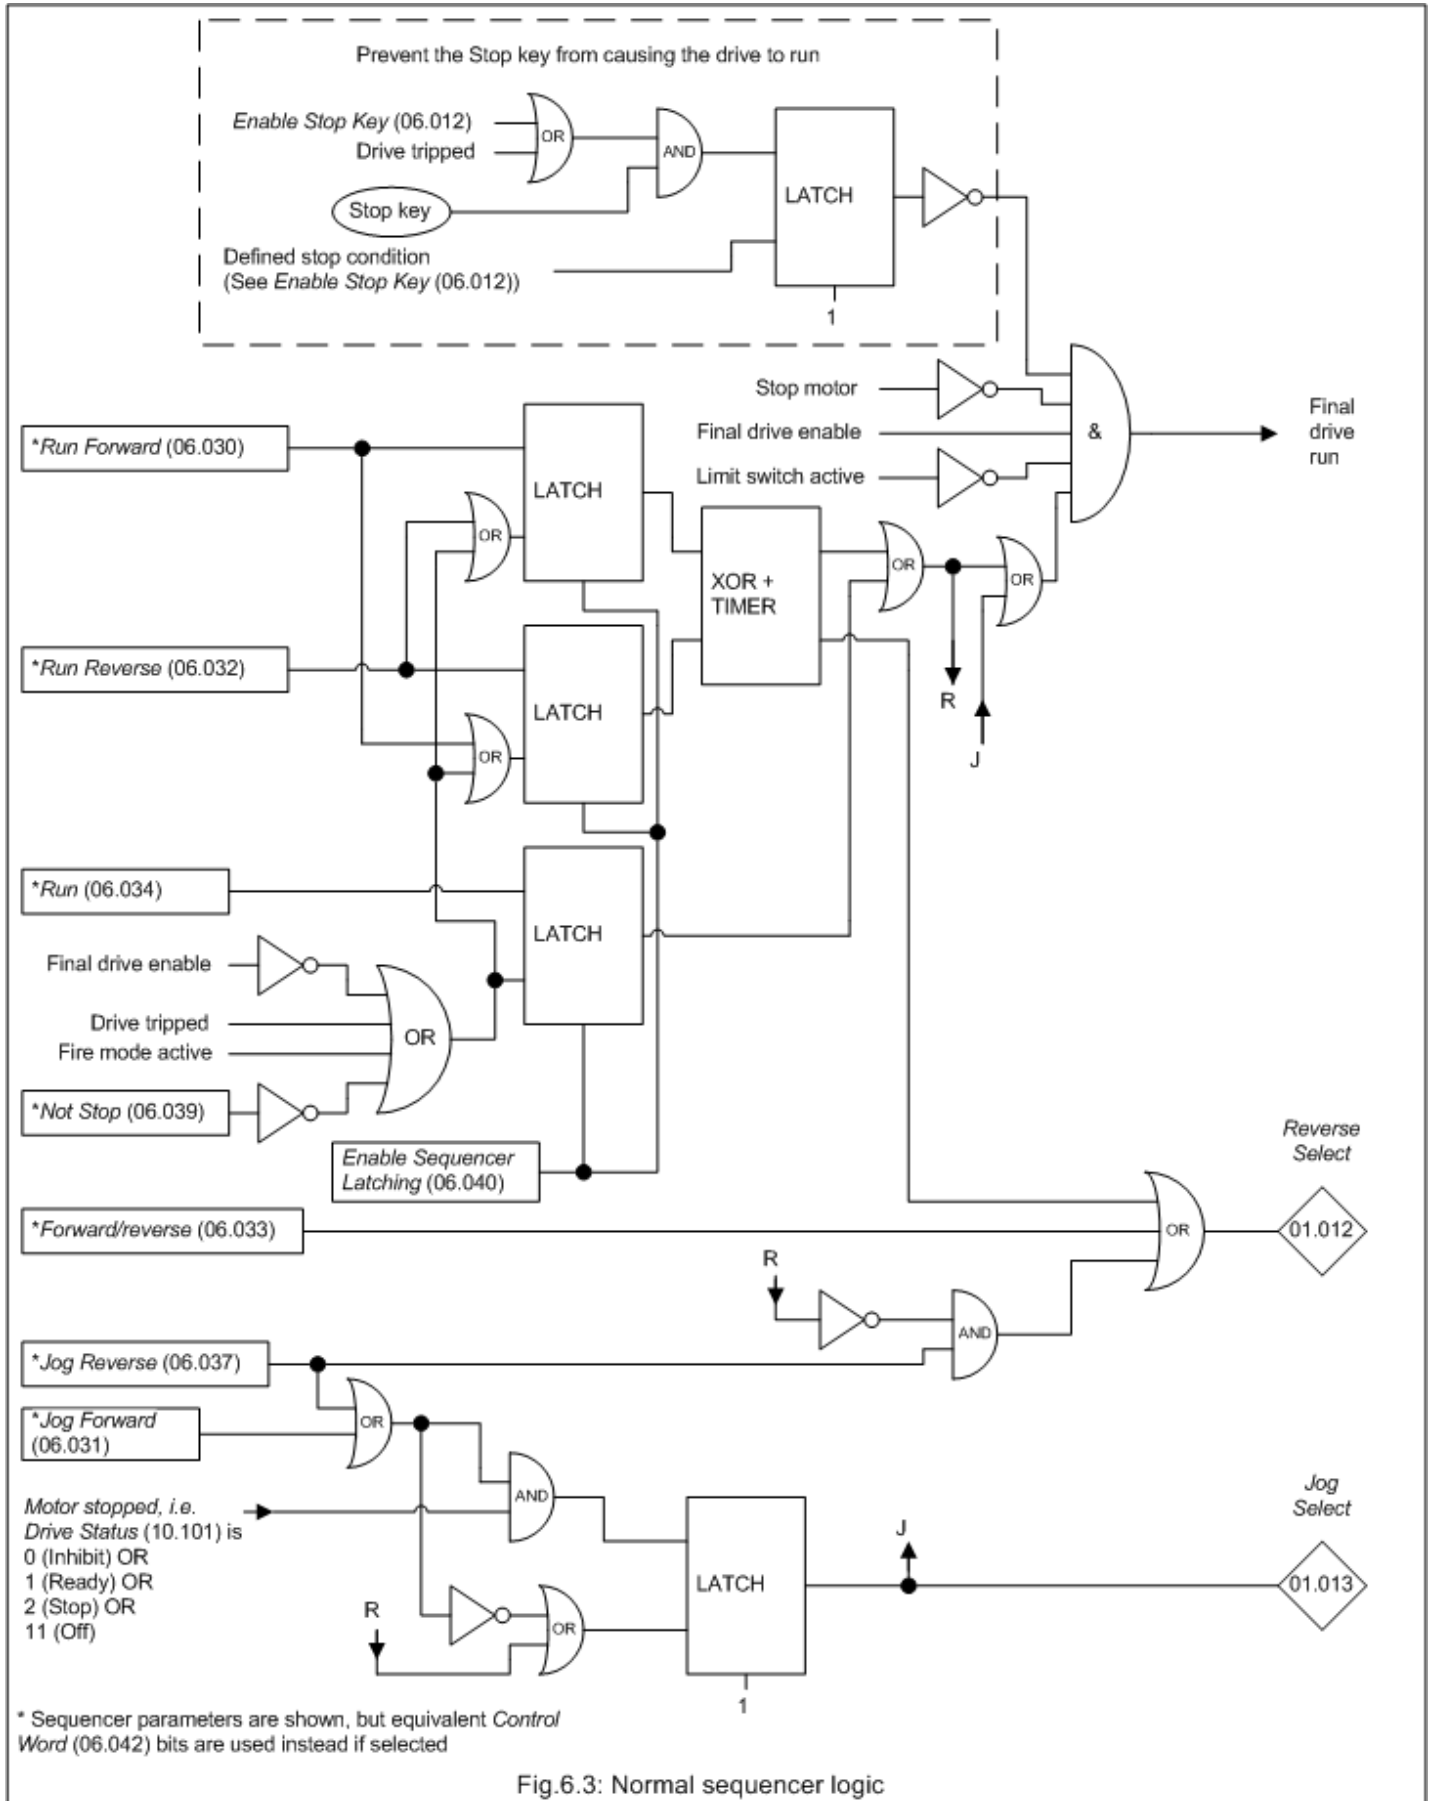 Prevent the Stop key from causing the drive to run
Enable Stop Key (06.012)
OR
Drive tripped
AND
LATCH
Stop key
Defined stop condition
(See Enable Stop Key (06.012))
1
Stop motor
Final
drive
run
*Run Forward (06.030)
Final drive enable
&
Limit switch active
LATCH
OR
OR
OR
XOR +
TIMER
*Run Reverse (06.032)
R
LATCH
OR
J
*Run (06.034)
LATCH
Final drive enable
Drive tripped
OR
Fire mode active
*Not Stop (06.039)
Enable Sequencer
Latching (06.040)
Reverse
Select
*Forward/reverse (06.033)
OR
01.012
R
AND
*Jog Reverse (06.037)
*Jog Forward
(06.031)
OR
AND
Jog
Select
Motor stopped, i.e.
Drive Status (10.101) is
0 (Inhibit) OR
1 (Ready) OR
2 (Stop) OR
11 (Off)
J
LATCH
01.013
R
OR
1
* Sequencer parameters are shown, but equivalent Control
Word (06.042) bits are used instead if selected
Fig.6.3: Normal sequencer logic